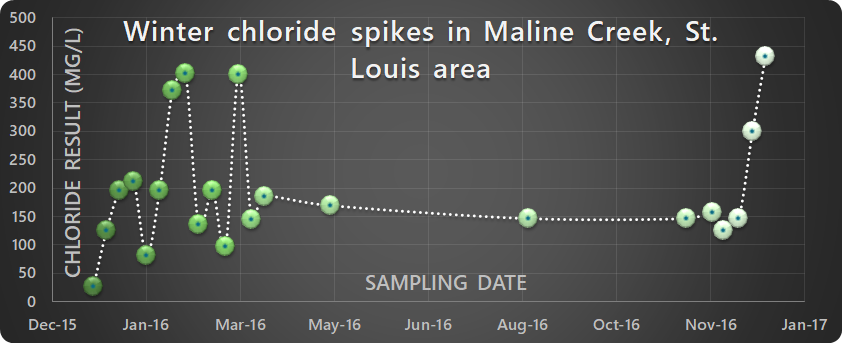 Winter chloride spikes in Maline Creek, St.
Louis area
CHLORIDE RESULT (MG/L)
500
450
400
350
300
250
200
150
100
50
0
SAMPLING DATE
Dec-15 Jan-16 Mar-16 May-16 Jun-16 Aug-16 Oct-16 Nov-16 Jan-17